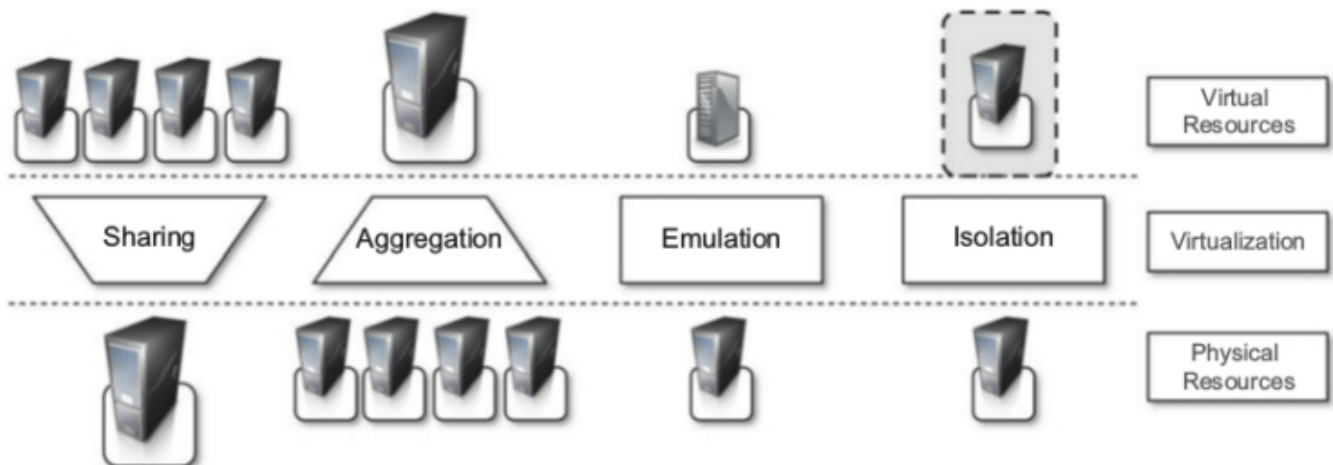 Virtual
Resources
Sharing
Aggregation
Emulation
Isolation
Virtualization
Physical
Resources